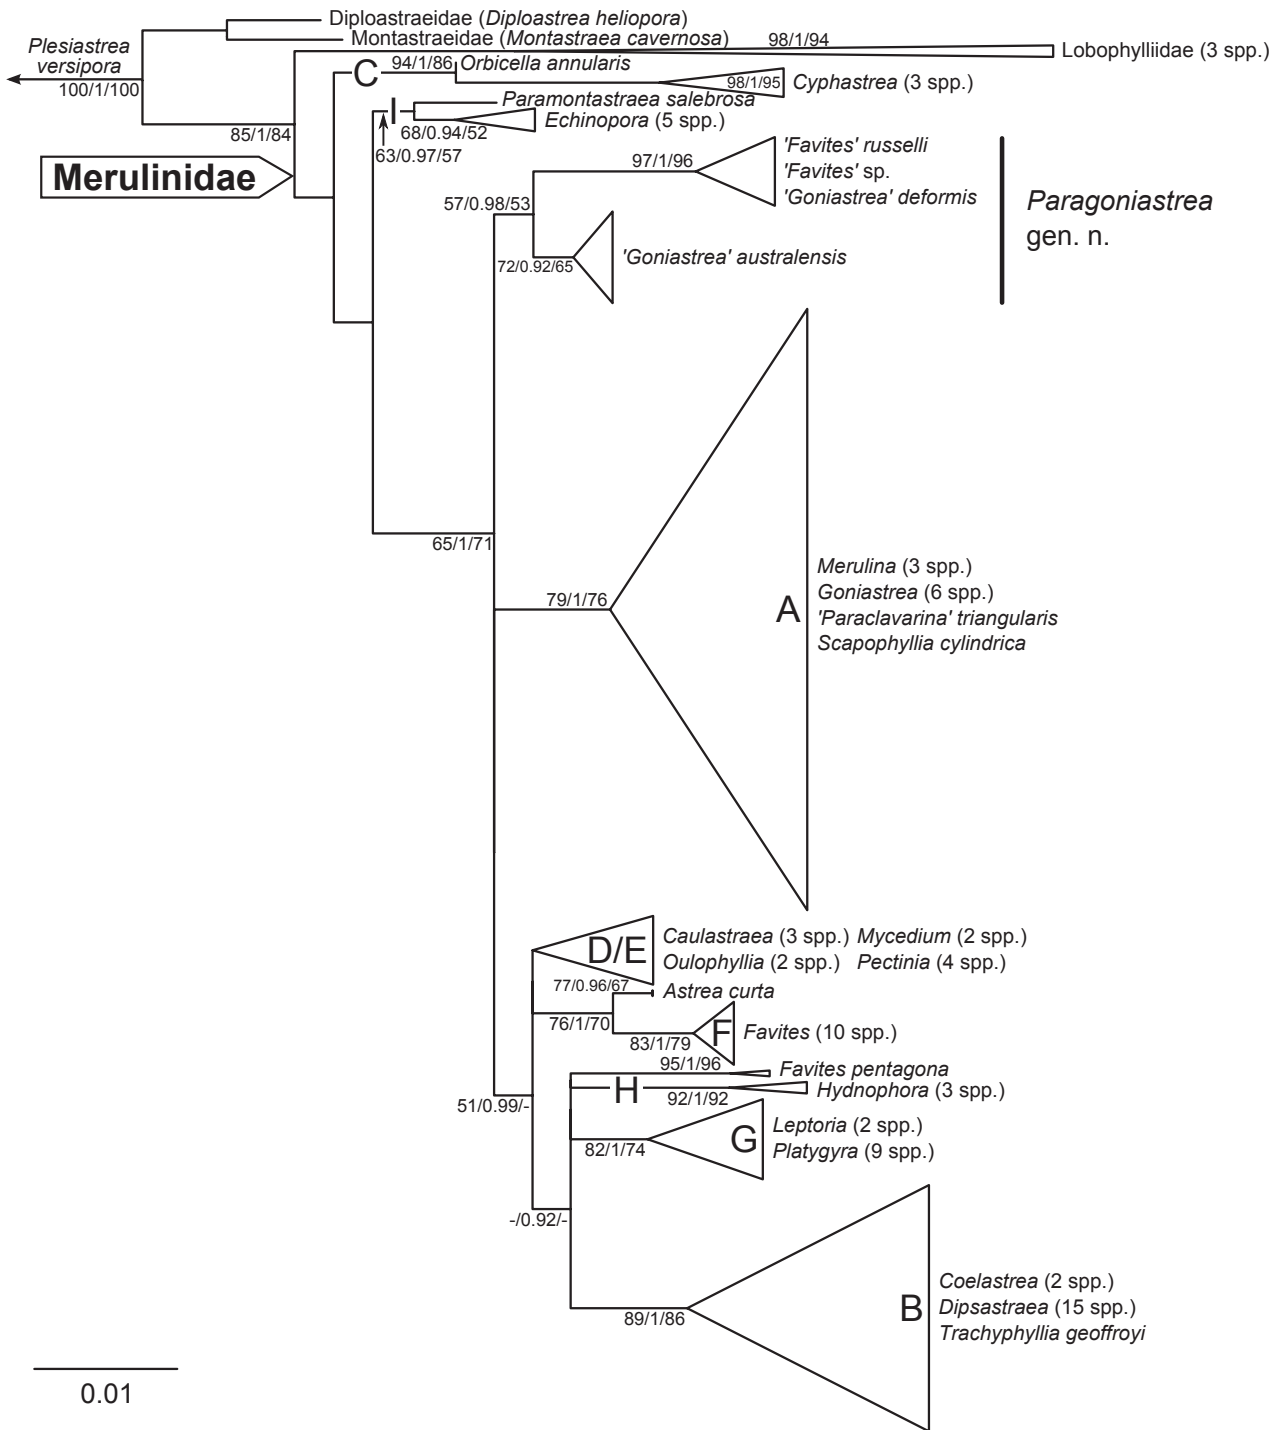 Diploastraeidae (Diploastrea heliopora)
Montastraeidae (Montastraea cavernosa)
98/1/94
Lobophylliidae (3 spp.)
Plesiastrea
versipora
100/1/100
C
94/1/86
Orbicella annularis
98/1/95
Cyphastrea (3 spp.)
85/1/84
I
Paramontastraea salebrosa
68/0.94/52
Echinopora (5 spp.)
63/0.97/57
Merulinidae
97/1/96
'Favites' russelli
'Favites' sp.
'Goniastrea' deformis
Paragoniastrea
gen. n.
57/0.98/53
72/0.92/65
'Goniastrea' australensis
65/1/71
79/1/76
A
Merulina (3 spp.)
Goniastrea (6 spp.)
'Paraclavarina' triangularis
Scapophyllia cylindrica
D/E
Caulastraea (3 spp.) Mycedium (2 spp.)
Oulophyllia (2 spp.) Pectinia (4 spp.)
77/0.96/67
Astrea curta
76/1/70
83/1/79
F
Favites (10 spp.)
95/1/96
Favites pentagona
H
92/1/92
Hydnophora (3 spp.)
51/0.99/-
82/1/74
G
Leptoria (2 spp.)
Platygyra (9 spp.)
-/0.92/-
89/1/86
B
Coelastrea (2 spp.)
Dipsastraea (15 spp.)
Trachyphyllia geoffroyi
0.01